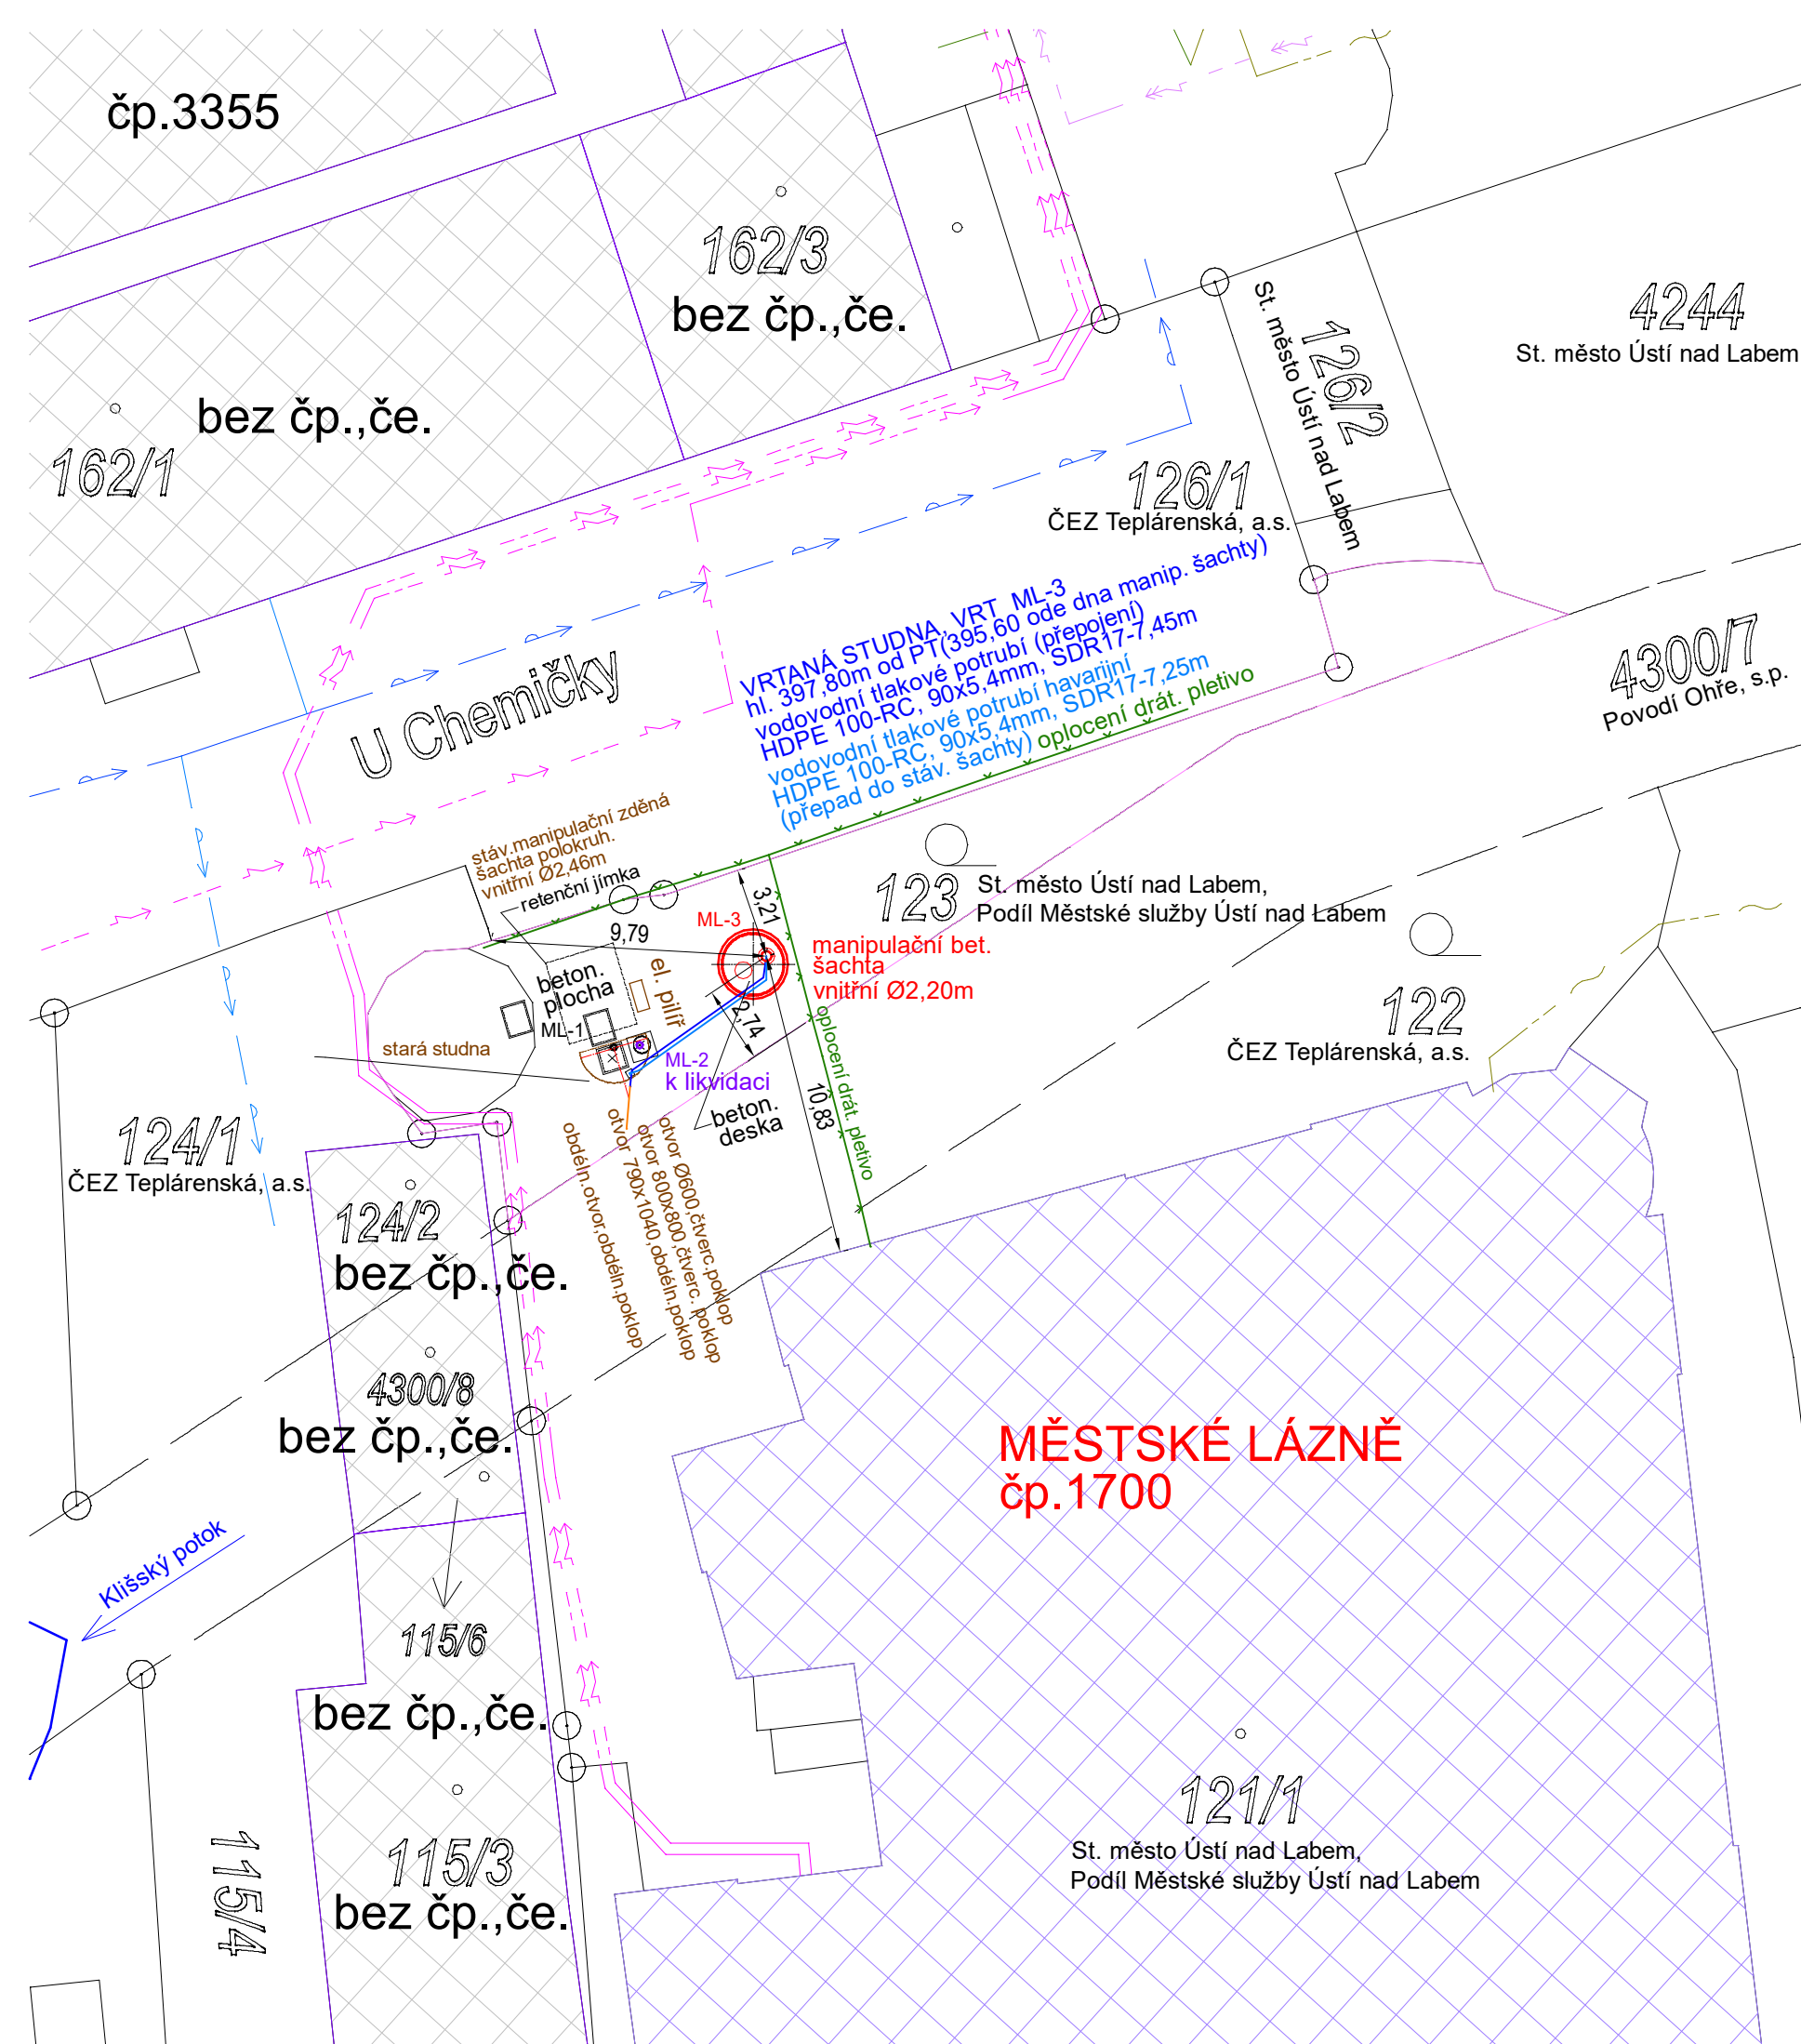 čp.3355
162/3
bez čp.,če.
162/1
bez čp.,če.
126/2
St. město Ústí nad Labem
4244
St. město Ústí nad Labem
126/1
ČEZ Teplárenská, a.s.
4300/7
Povodí Ohře, s.p.
U Chemičky
VRTANÁ STUDNA, VRT ML-3
hl. 397,80m od PT(395,60 ode dna manip. šachty)
vodovodní tlakové potrubí (přepojení)
HDPE 100-RC, 90x5,4mm, SDR17-7,45m
vodovodní tlakové potrubí havarijní
HDPE 100-RC, 90x5,4mm, SDR17-7,25m
(přepad do stáv. šachty)
oplocení drát. pletivo
stáv.manipulační zděná
šachta polokruh.
vnitřní Ø2,46m
retenční jímka
123
St. město Ústí nad Labem,
Podíl Městské služby Ústí nad Labem
3,21
ML-3
9,79
manipulační bet.
šachta
vnitřní Ø2,20m
beton.
plocha
el. pilíř
ML-1
2,74
stará studna
ML-2
k likvidaci
beton.
deska
10,83
oplocení drát. pletivo
122
ČEZ Teplárenská, a.s.
otvor Ø600,čtverc.poklop
otvor 800x800,čtverc. poklop
otvor 790x1040,obdéln.poklop
obdéln.otvor,obdéln.poklop
124/1
ČEZ Teplárenská, a.s.
124/2
bez čp.,če.
4300/8
bez čp.,če.
MĚSTSKÉ LÁZNĚ
čp.1700
Klišský potok
115/6
bez čp.,če.
121/1
St. město Ústí nad Labem,
Podíl Městské služby Ústí nad Labem
115/3
bez čp.,če.
115/4